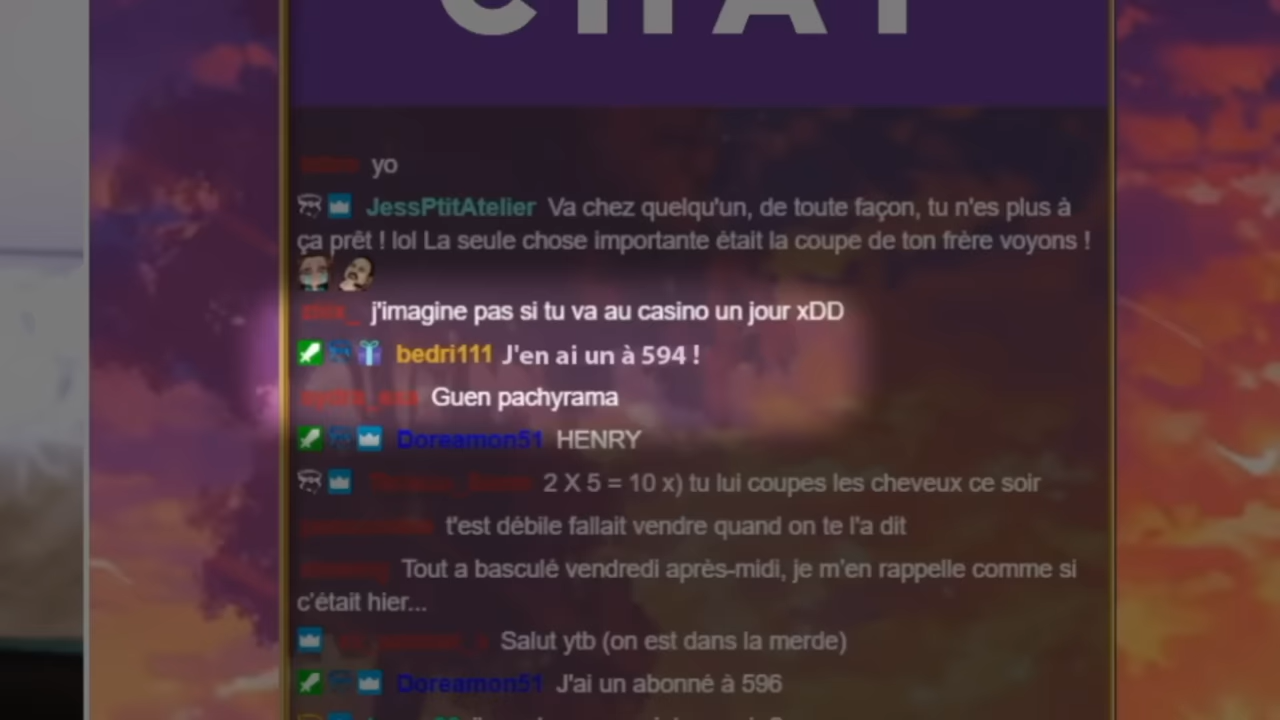 CHAT
yo
JessPtitAtelier Va chez quelqu'un, de toute façon, tu n'es plus à
ça prêt ! lol La seule chose importante était la coupe de ton frère voyons !
j'imagine pas si tu va au casino un jour xDD
bedri111 J'en ai un à 594 !
Guen pachyrama
Doreamon51 HENRY
2 X 5 = 10 x) tu lui coupes les cheveux ce soir
t'est débile fallait vendre quand on te l'a dit
Tout a basculé vendredi après-midi, je m'en rappelle comme si
c'était hier...
Salut ytb (on est dans la merde)
Doreamon51 J'ai un abonné à 596